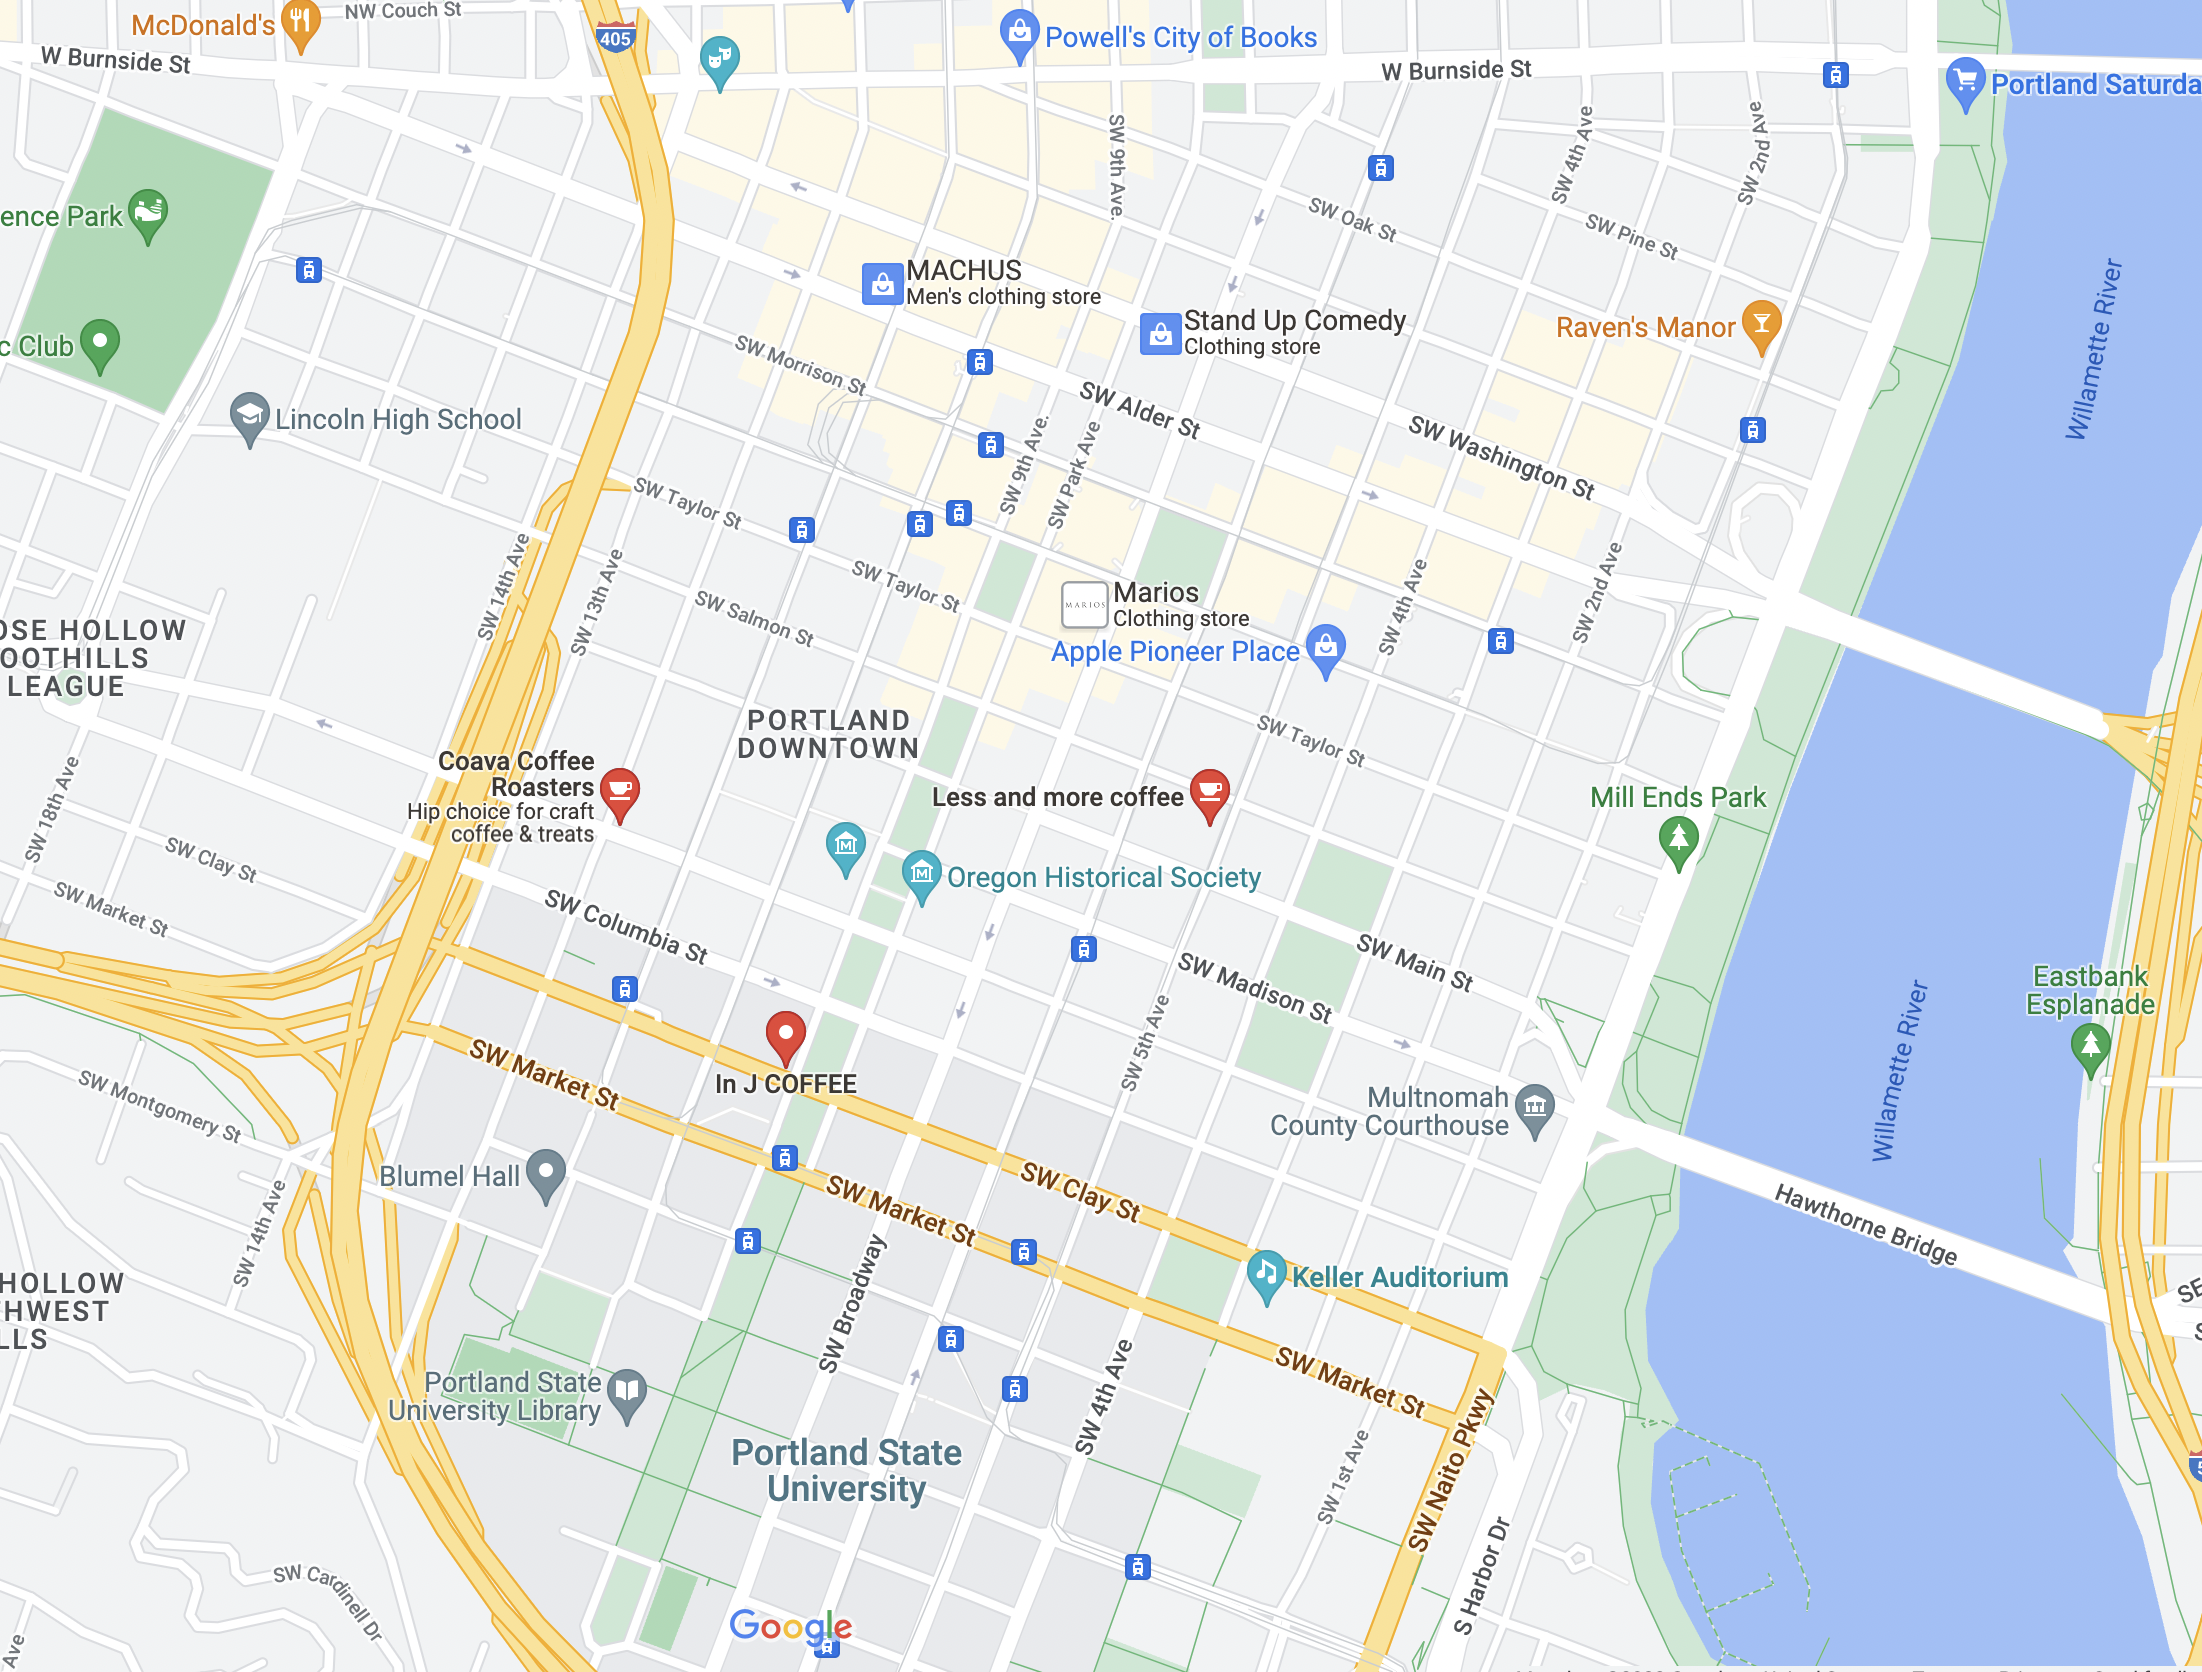 McDonald's
NW Couch St
405
Powell's City of Books
W Burnside St
W Burnside St
Portland Saturda
SW 9th Ave.
SW 4th Ave
SW 2nd Ave
ence Park
SW Oak St
SW Pine St
MACHUS
Men's clothing store
Willamette River
Stand Up Comedy
Clothing store
Raven's Manor
c Club
SW Morrison St
Lincoln High School
SW Alder St
SW 9th Ave.
SW Park Ave
SW Washington St
SW Taylor St
SW 14th Ave
SW 13th Ave
SW Taylor St
SW Salmon St
MARIOS
Marios
Clothing store
SW 4th Ave
SW 2nd Ave
OSE HOLLOW
OOTHILLS
LEAGUE
Apple Pioneer Place
PORTLAND
DOWNTOWN
SW Taylor St
Coava Coffee
Roasters
Hip choice for craft
coffee & treats
Less and more coffee
Mill Ends Park
SW 18th Ave
SW Clay St
SW Market St
Oregon Historical Society
SW Columbia St
SW Main St
SW Madison St
Eastbank
Esplanade
SW 5th Ave
Willamette River
SW Market St
In J COFFEE
SW Montgomery St
Multnomah
County Courthouse
Blumel Hall
SW Clay St
SW Market St
SW 14th Ave
Hawthorne Bridge
HOLLOW
HWEST
LLS
SW Broadway
Keller Auditorium
SE
S
SW 4th Ave
SW Market St
Portland State
University Library
Portland State
University
SW 1st Ave
SW Naito Pkwy
5
S Harbor Dr
SW Cardinell Dr
Google
Ave